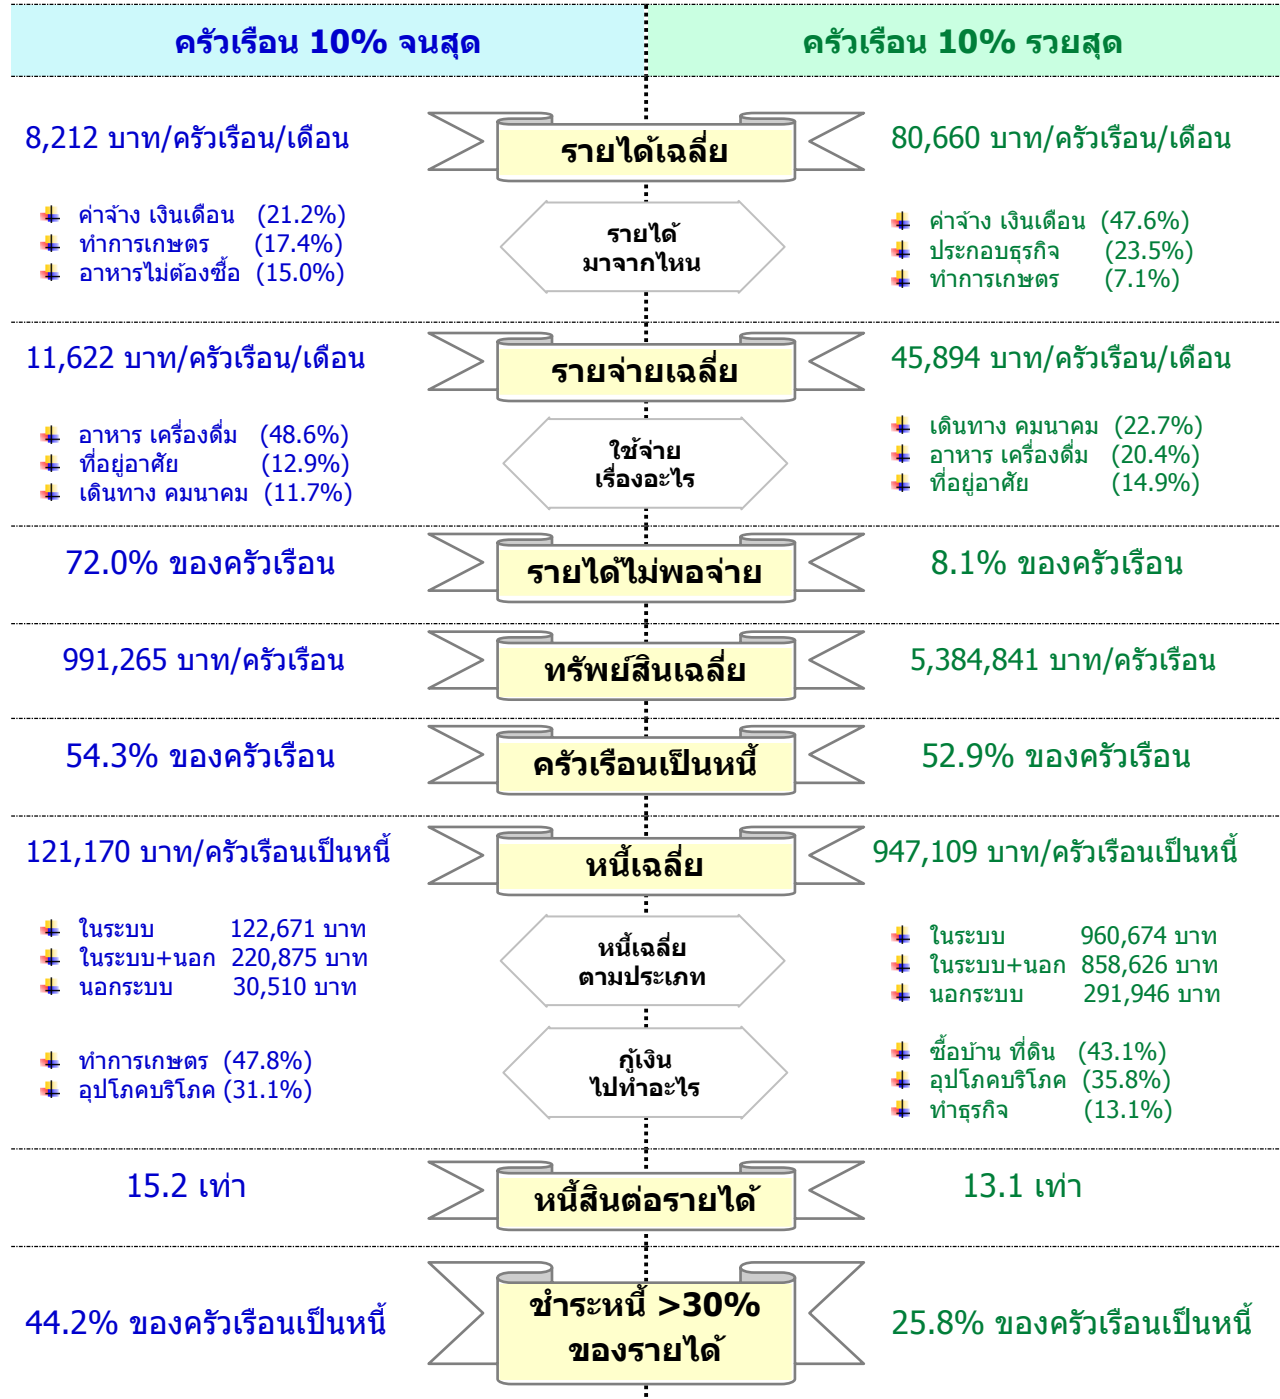 ครัวเรือน 10% จนสุด
ครัวเรือน 10% รวยสุด
8,212 บาท/ครัวเรือน/เดือน
รายได้เฉลี่ย
80,660 บาท/ครัวเรือน/เดือน
ค่าจ้าง เงินเดือน (21.2%)
ทำการเกษตร (17.4%)
อาหารไม่ต้องซื้อ (15.0%)
รายได้
มาจากไหน
ค่าจ้าง เงินเดือน (47.6%)
ประกอบธุรกิจ (23.5%)
ทำการเกษตร (7.1%)
11,622 บาท/ครัวเรือน/เดือน
รายจ่ายเฉลี่ย
45,894 บาท/ครัวเรือน/เดือน
อาหาร เครื่องดื่ม (48.6%)
ที่อยู่อาศัย (12.9%)
เดินทาง คมนาคม (11.7%)
ใช้จ่าย
เรื่องอะไร
เดินทาง คมนาคม (22.7%)
อาหาร เครื่องดื่ม (20.4%)
ที่อยู่อาศัย (14.9%)
72.0% ของครัวเรือน
รายได้ไม่พอจ่าย
8.1% ของครัวเรือน
991,265 บาท/ครัวเรือน
ทรัพย์สินเฉลี่ย
5,384,841 บาท/ครัวเรือน
54.3% ของครัวเรือน
ครัวเรือนเป็นหนี้
52.9% ของครัวเรือน
121,170 บาท/ครัวเรือนเป็นหนี้
หนี้เฉลี่ย
947,109 บาท/ครัวเรือนเป็นหนี้
ในระบบ 122,671 บาท
ในระบบ+นอก 220,875 บาท
นอกระบบ 30,510 บาท
หนี้เฉลี่ย
ตามประเภท
ในระบบ 960,674 บาท
ในระบบ+นอก 858,626 บาท
นอกระบบ 291,946 บาท
ทำการเกษตร (47.8%)
อุปโภคบริโภค (31.1%)
กู้เงิน
ไปทำอะไร
ซื้อบ้าน ที่ดิน (43.1%)
อุปโภคบริโภค (35.8%)
ทำธุรกิจ (13.1%)
15.2 เท่า
หนี้สินต่อรายได้
13.1 เท่า
44.2% ของครัวเรือนเป็นหนี้
ชำระหนี้ >30%
ของรายได้
25.8% ของครัวเรือนเป็นหนี้